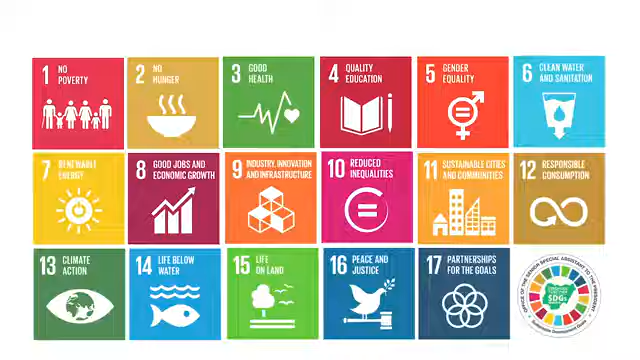 1 NO
POVERTY
2 NO
HUNGER
3 GOOD
HEALTH
4 QUALITY
EDUCATION
5 GENDER
EQUALITY
6 CLEAN WATER
AND SANITATION
7 RENEWABLE
ENERGY
8 GOOD JOBS AND
ECONOMIC GROWTH
9 INDUSTRY, INNOVATION
AND INFRASTRUCTURE
10 REDUCED
INEQUALITIES
11 SUSTAINABLE CITIES
AND COMMUNITIES
12 RESPONSIBLE
CONSUMPTION
13 CLIMATE
ACTION
14 LIFE BELOW
WATER
15 LIFE
ON LAND
16 PEACE AND
JUSTICE
17 PARTNERSHIPS
FOR THE GOALS
OFFICE OF THE SENIOR SPECIAL ASSISTANT TO THE PRESIDENT
SDGs
Sustainable Development Goals